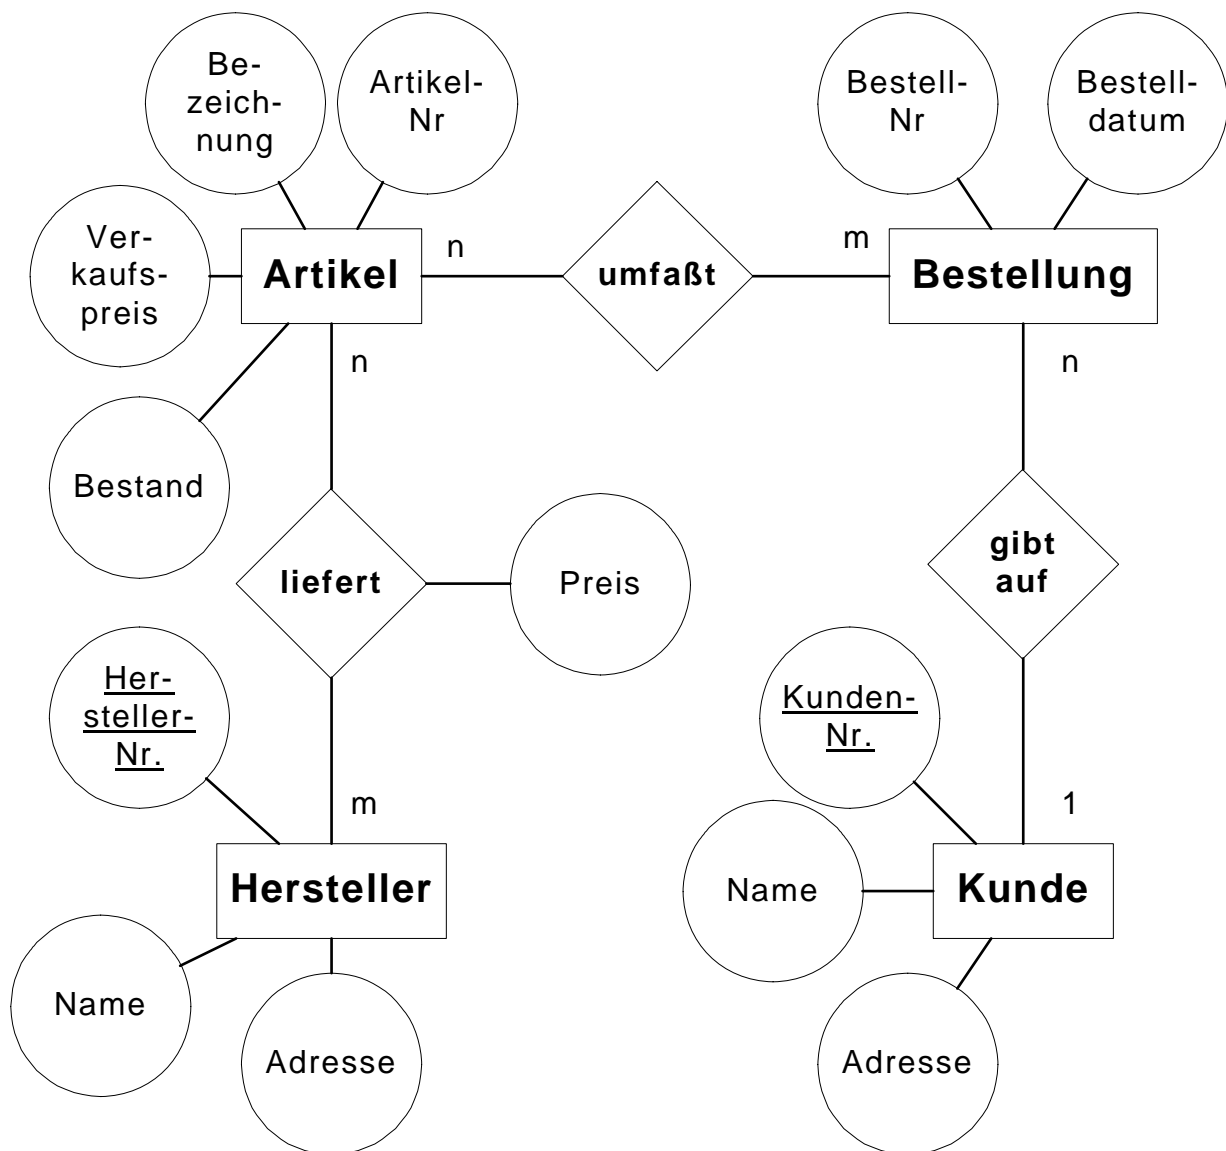 Be-
zeich-
nung
Artikel-
Nr
Bestell-
Nr
Bestell-
datum
Ver-
kaufs-
preis
Artikel
n
umfaßt
m
Bestellung
n
n
Bestand
liefert
Preis
gibt
auf
Her-
steller-
Nr.
Kunden-
Nr.
m
1
Hersteller
Name
Kunde
Name
Adresse
Adresse